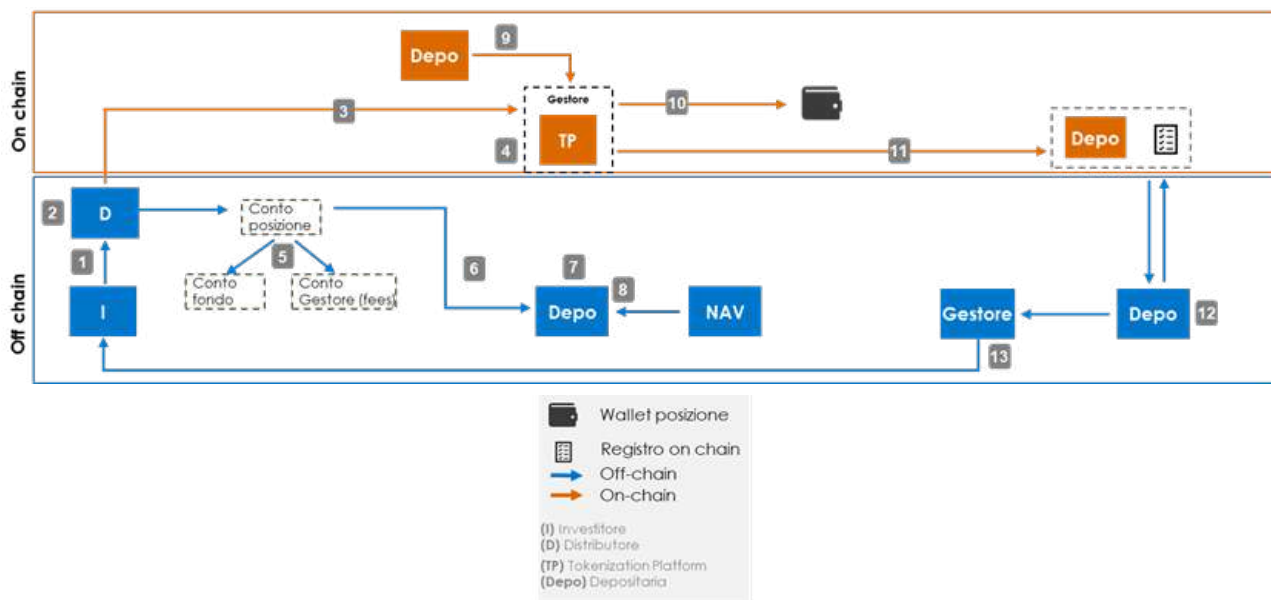 On chain
Depo
9
Gestore
TP
3
4
10
11
Depo
Off chain
2
D
1
I
Conto
posizione
5
Conto
fondo
Conto
Gestore (fees)
6
7
Depo
8
NAV
Gestore
13
Depo
12
Wallet posizione
Registro on chain
Off-chain
On-chain
(I) Investitore
(D) Distributore
(TP) Tokenization Platform
(Depo) Depositaria